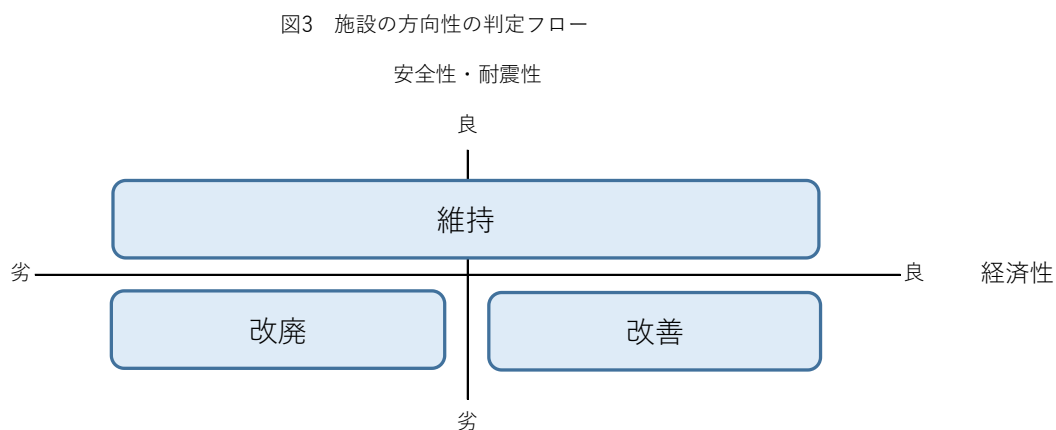 図3　施設の方向性の判定フロー
安全性・耐震性
良
維持
劣
良
経済性
改廃
改善
劣